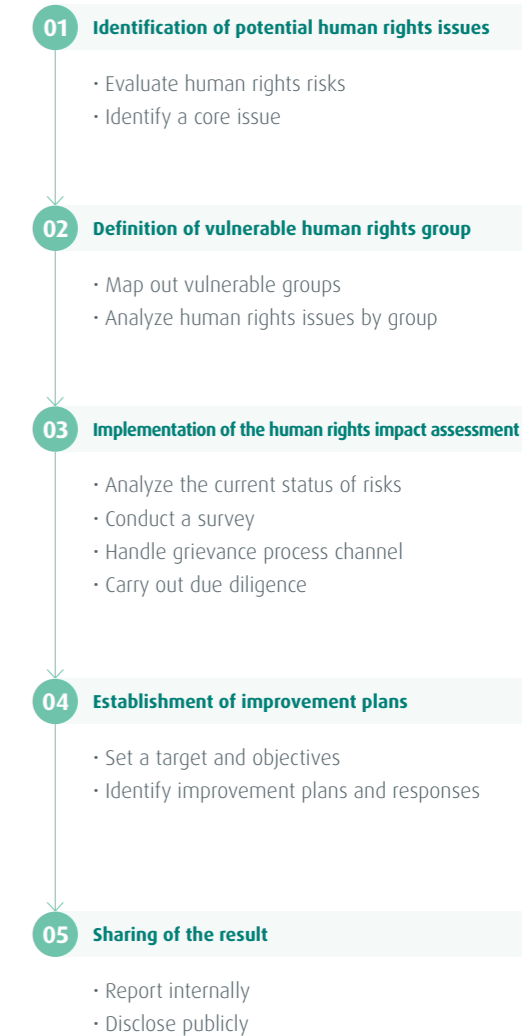 01 Identification of potential human rights issues
· Evaluate human rights risks
· Identify a core issue
02 Definition of vulnerable human rights group
· Map out vulnerable groups
· Analyze human rights issues by group
03 Implementation of the human rights impact assessment
· Analyze the current status of risks
· Conduct a survey
· Handle grievance process channel
· Carry out due diligence
04 Establishment of improvement plans
· Set a target and objectives
· Identify improvement plans and responses
05 Sharing of the result
· Report internally
· Disclose publicly